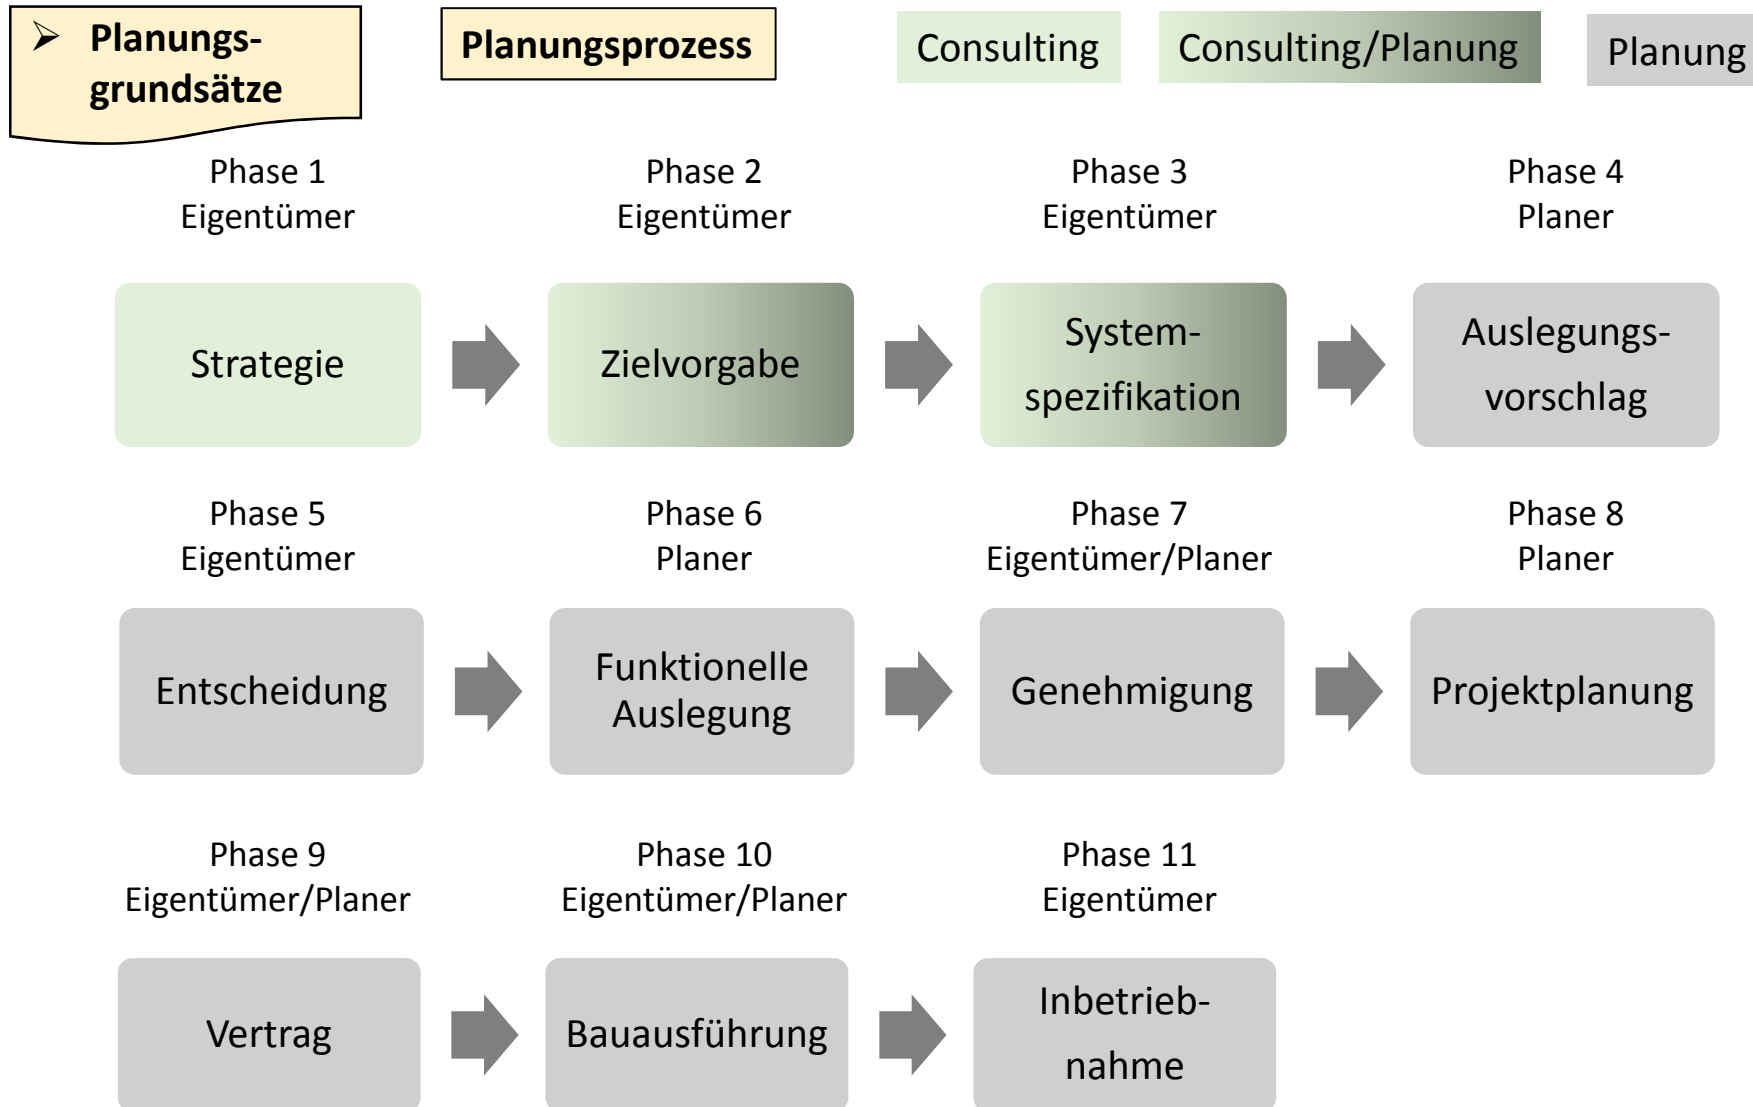 Planungs-
grundsätze
Planungsprozess
Consulting
Consulting/Planung
Planung
Phase 1
Eigentümer
Phase 2
Eigentümer
Phase 3
Eigentümer
Phase 4
Planer
Strategie
Zielvorgabe
System-
spezifikation
Auslegungs-
vorschlag
Phase 5
Eigentümer
Phase 6
Planer
Phase 7
Eigentümer/Planer
Phase 8
Planer
Entscheidung
Funktionelle
Auslegung
Genehmigung
Projektplanung
Phase 9
Eigentümer/Planer
Phase 10
Eigentümer/Planer
Phase 11
Eigentümer
Vertrag
Bauausführung
Inbetrieb-
nahme